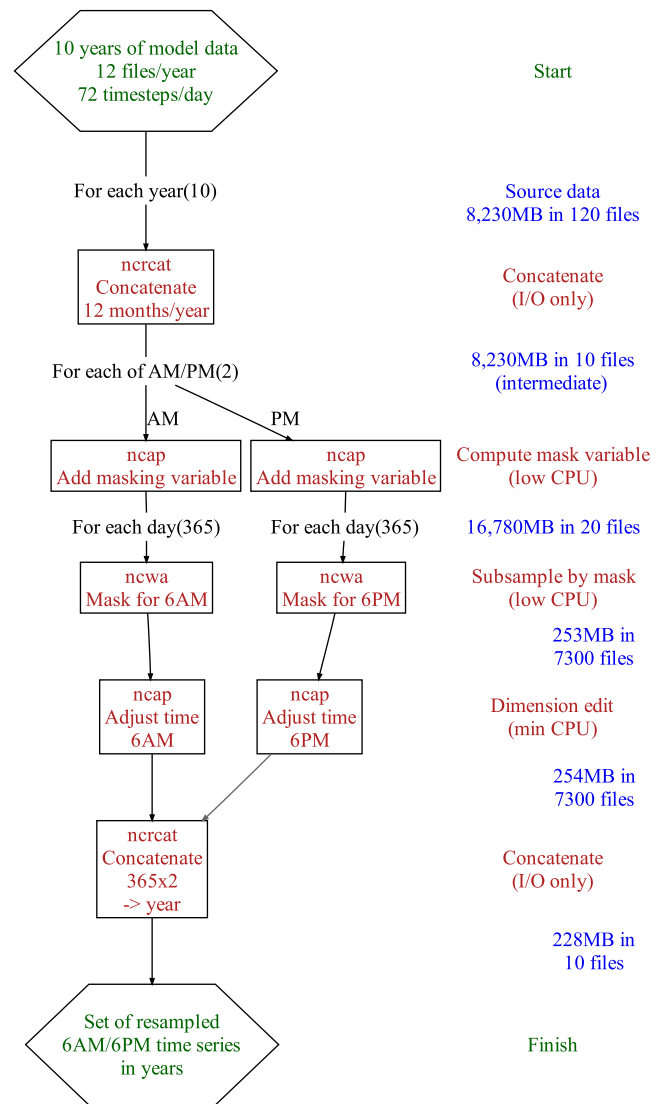 10 years of model data
12 files/year
72 timesteps/day
Start
For each year(10)
Source data
8,230MB in 120 files
ncrcat
Concatenate
12 months/year
Concatenate
(I/O only)
For each of AM/PM(2)
8,230MB in 10 files
(intermediate)
AM
PM
ncap
Add masking variable
ncap
Add masking variable
Compute mask variable
(low CPU)
For each day(365)
For each day(365)
16,780MB in 20 files
ncwa
Mask for 6AM
ncwa
Mask for 6PM
Subsample by mask
(low CPU)
253MB in
7300 files
ncap
Adjust time
6AM
ncap
Adjust time
6PM
Dimension edit
(min CPU)
254MB in
7300 files
ncrcat
Concatenate
365x2
-> year
Concatenate
(I/O only)
228MB in
10 files
Set of resampled
6AM/6PM time series
in years
Finish